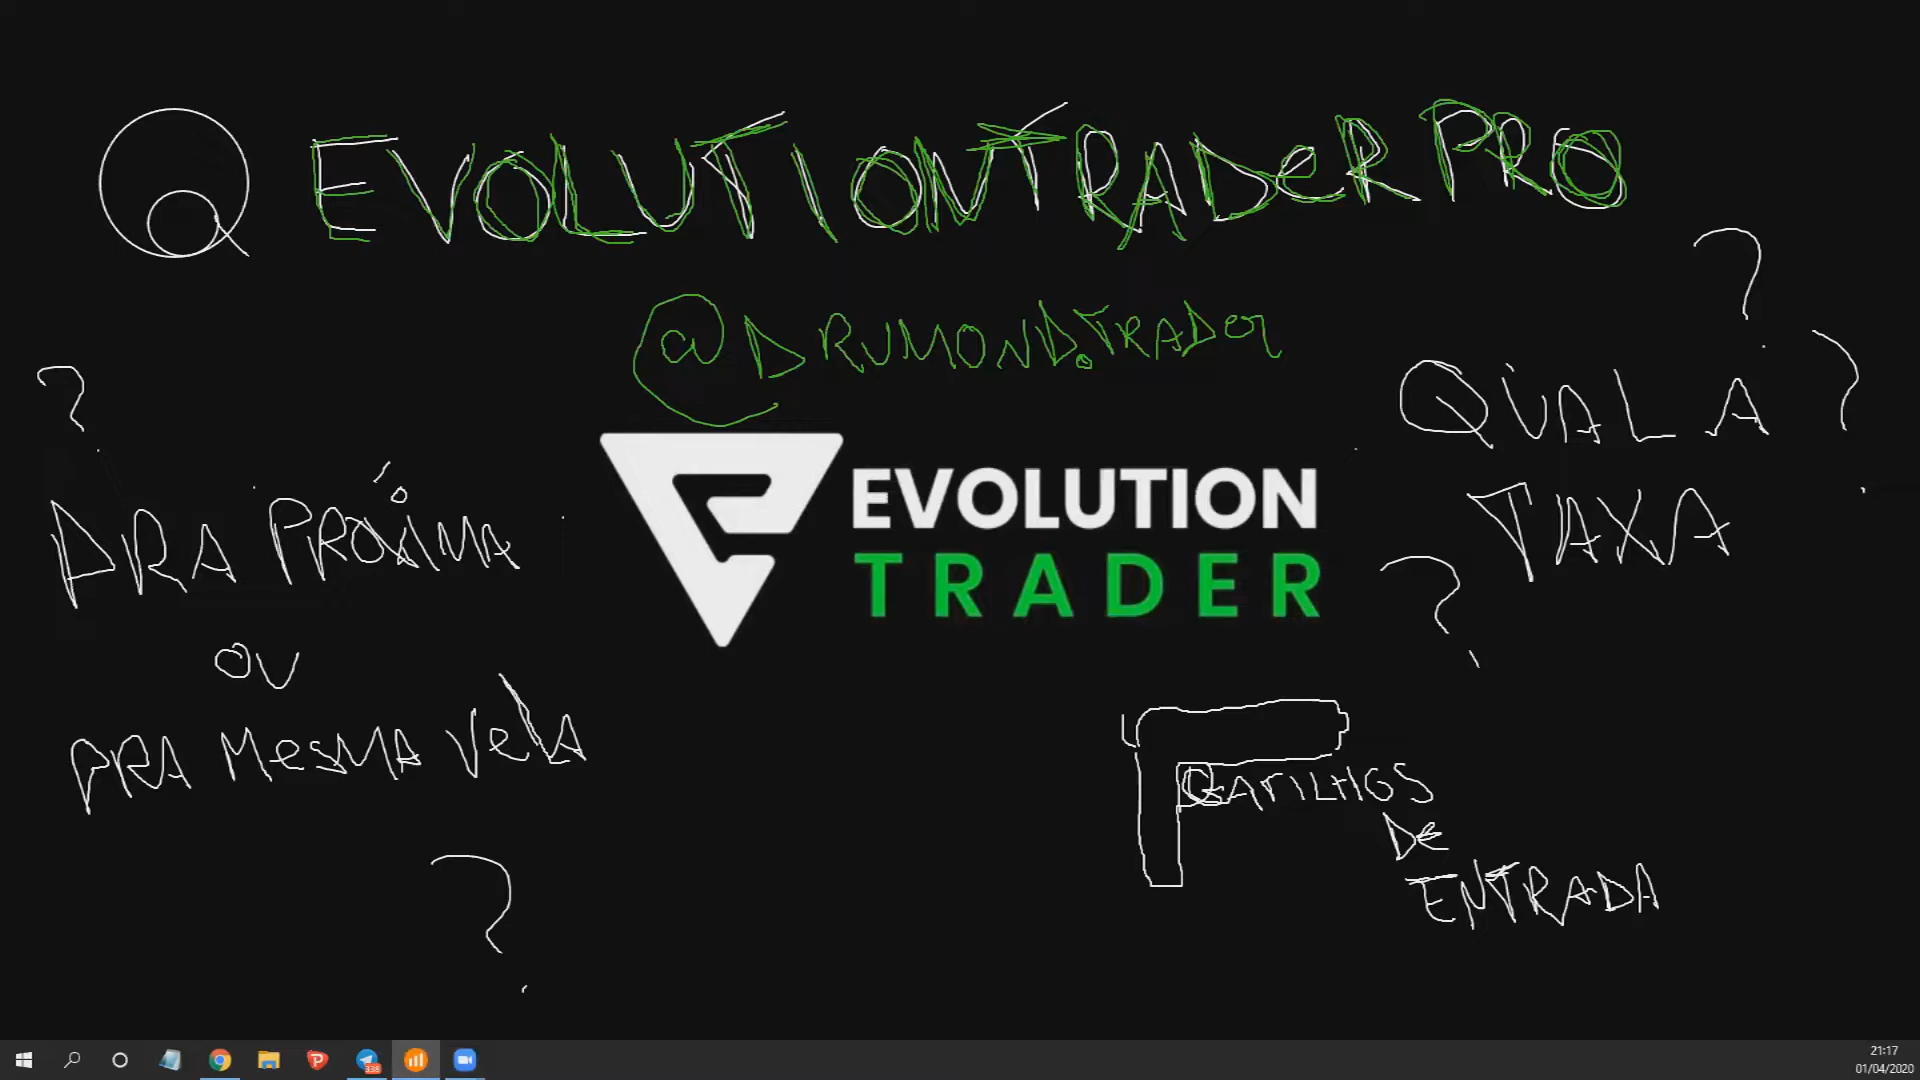 EVOLUTIONTRADerPRO
@DRUMOND.TRADer
?
QUAL A ?
?
PRA PRÓXiMA
EVOLUTION
TAXA
TRADER
?
OU
PRA MesMA VelA
GATILHOS
De
ENTRADA
?
338
21:17
01/04/2020